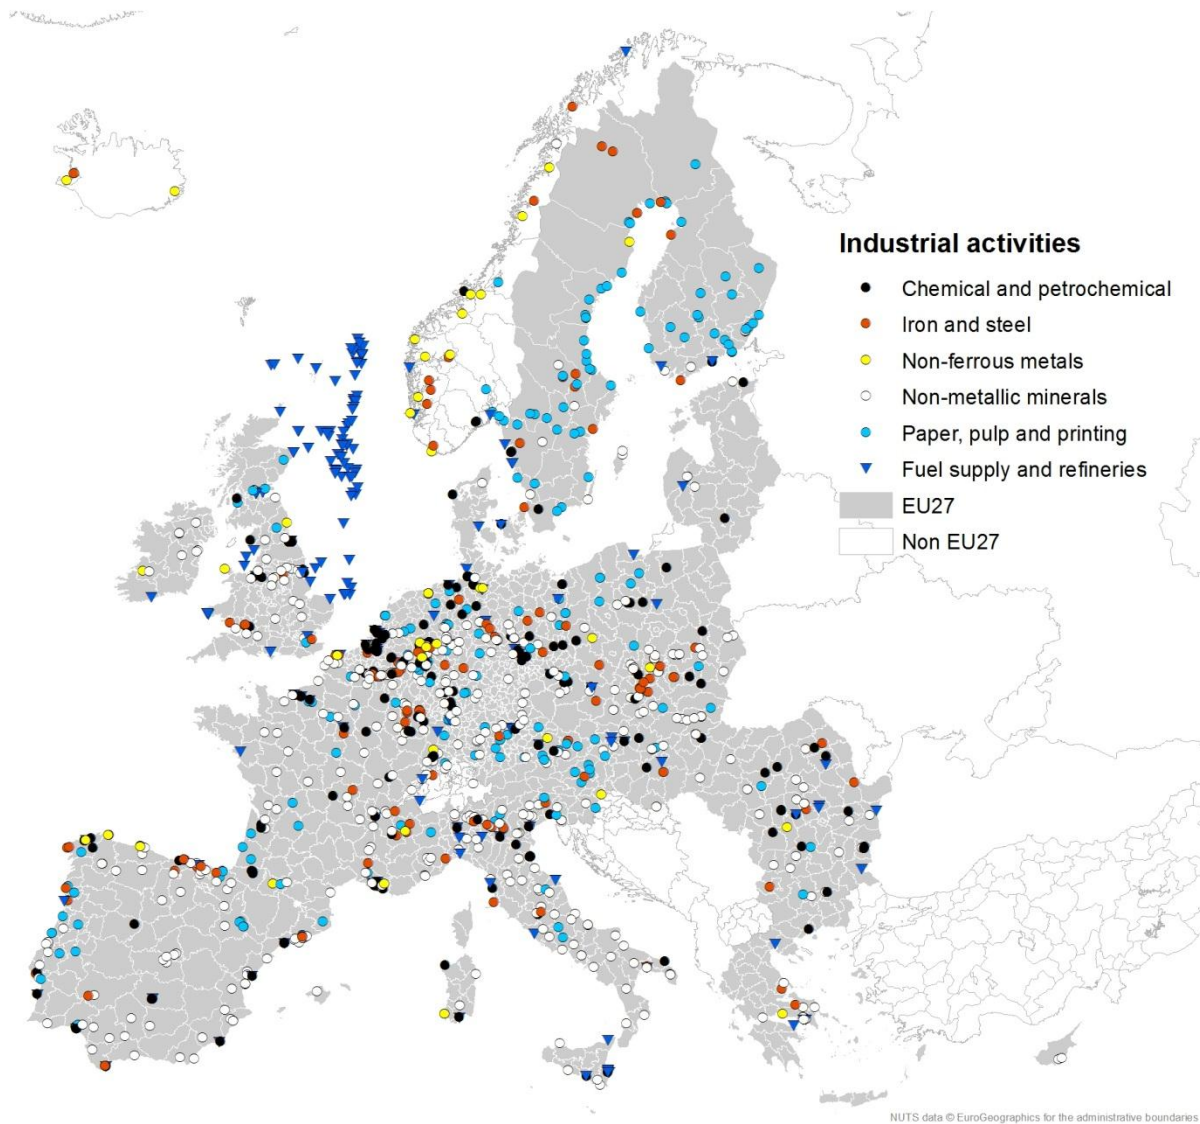 Industrial activities
Chemical and petrochemical
Iron and steel
Non-ferrous metals
Non-metallic minerals
Paper, pulp and printing
Fuel supply and refineries
EU27
Non EU27
NUTS data © EuroGeographics for the administrative boundaries